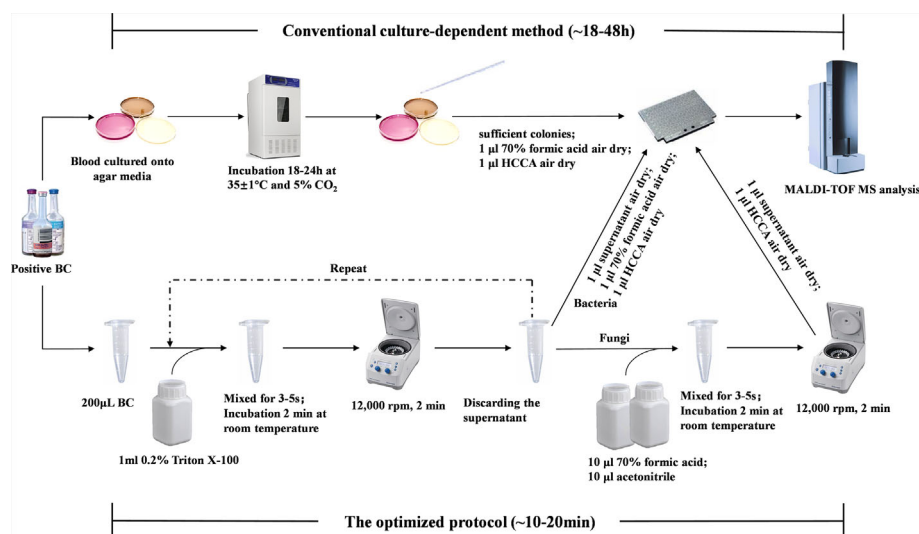 Conventional culture-dependent method (~18-48h)
Blood cultured onto
agar media
Incubation 18-24h at
35±1°C and 5% CO₂
sufficient colonies;
1 μl 70% formic acid air dry;
1 μl HCCA air dry
MALDI-TOF MS analysis
Positive BC
1 μl supernatant air dry;
1 μl 70% formic acid air dry;
1 μl HCCA air dry
1 μl supernatant air dry;
1 μl HCCA air dry
Repeat
Bacteria
Fungi
200μL BC
Mixed for 3-5s;
Incubation 2 min at
room temperature
12,000 rpm, 2 min
Discarding the
supernatant
Mixed for 3-5s;
Incubation 2 min at
room temperature
12,000 rpm, 2 min
1ml 0.2% Triton X-100
10 μl 70% formic acid;
10 μl acetonitrile
The optimized protocol (~10-20min)